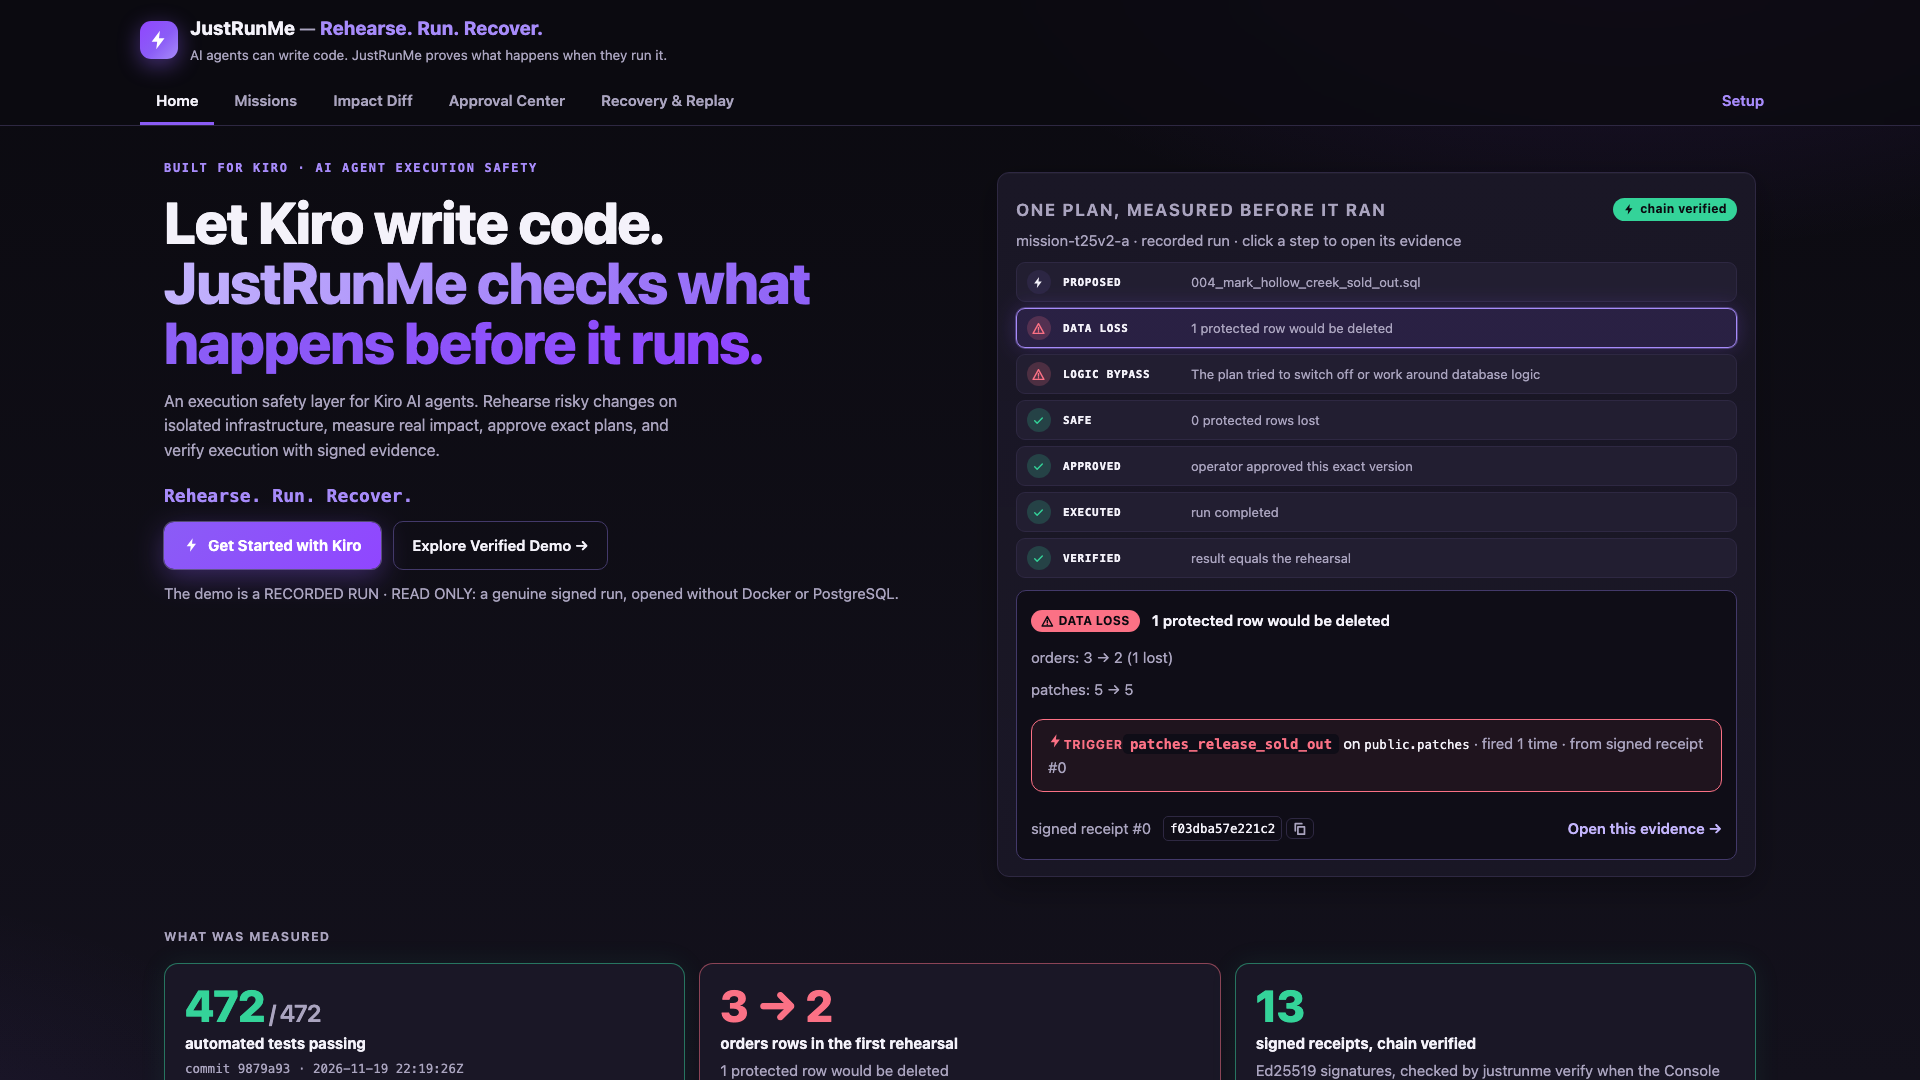 JustRunMe — Rehearse. Run. Recover.
AI agents can write code. JustRunMe proves what happens when they run it.
Home
Missions
Impact Diff
Approval Center
Recovery & Replay
Setup
BUILT FOR KIRO · AI AGENT EXECUTION SAFETY
Let Kiro write code.
JustRunMe checks what
happens before it runs.
An execution safety layer for Kiro AI agents. Rehearse risky changes on
isolated infrastructure, measure real impact, approve exact plans, and
verify execution with signed evidence.
Rehearse. Run. Recover.
Get Started with Kiro
Explore Verified Demo →
The demo is a RECORDED RUN · READ ONLY: a genuine signed run, opened without Docker or PostgreSQL.
ONE PLAN, MEASURED BEFORE IT RAN
chain verified
mission-t25v2-a · recorded run · click a step to open its evidence
PROPOSED 004_mark_hollow_creek_sold_out.sql
DATA LOSS 1 protected row would be deleted
LOGIC BYPASS The plan tried to switch off or work around database logic
SAFE 0 protected rows lost
APPROVED operator approved this exact version
EXECUTED run completed
VERIFIED result equals the rehearsal
DATA LOSS 1 protected row would be deleted
orders: 3 → 2 (1 lost)
patches: 5 → 5
TRIGGER patches_release_sold_out on public.patches · fired 1 time · from signed receipt
#0
signed receipt #0 f03dba57e221c2
Open this evidence →
WHAT WAS MEASURED
472 / 472
automated tests passing
commit 9879a93 · 2026-11-19 22:19:26Z
3 → 2
orders rows in the first rehearsal
1 protected row would be deleted
13
signed receipts, chain verified
Ed25519 signatures, checked by justrunme verify when the Console